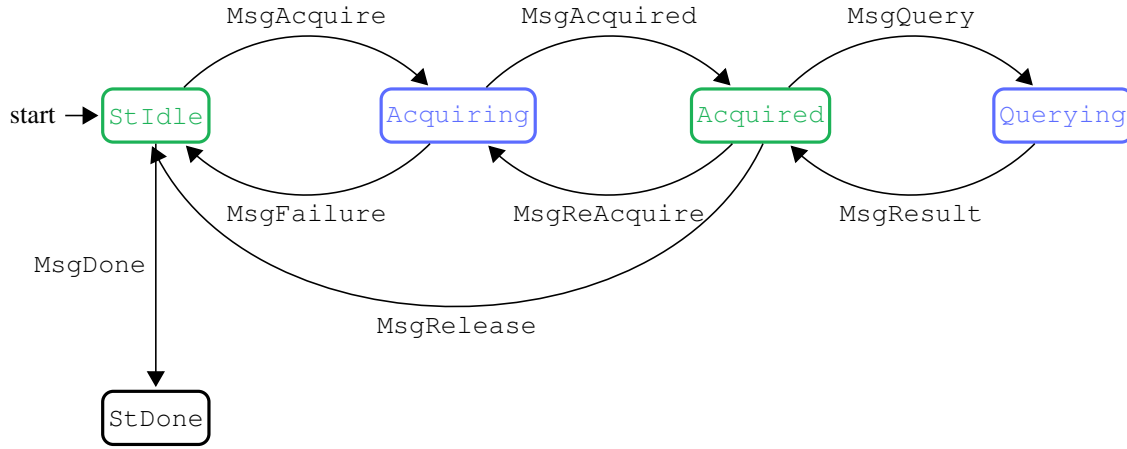 MsgAcquire
MsgAcquired
MsgQuery
start
StIdle
Acquiring
Acquired
Querying
MsgFailure
MsgReAcquire
MsgResult
MsgDone
MsgRelease
StDone